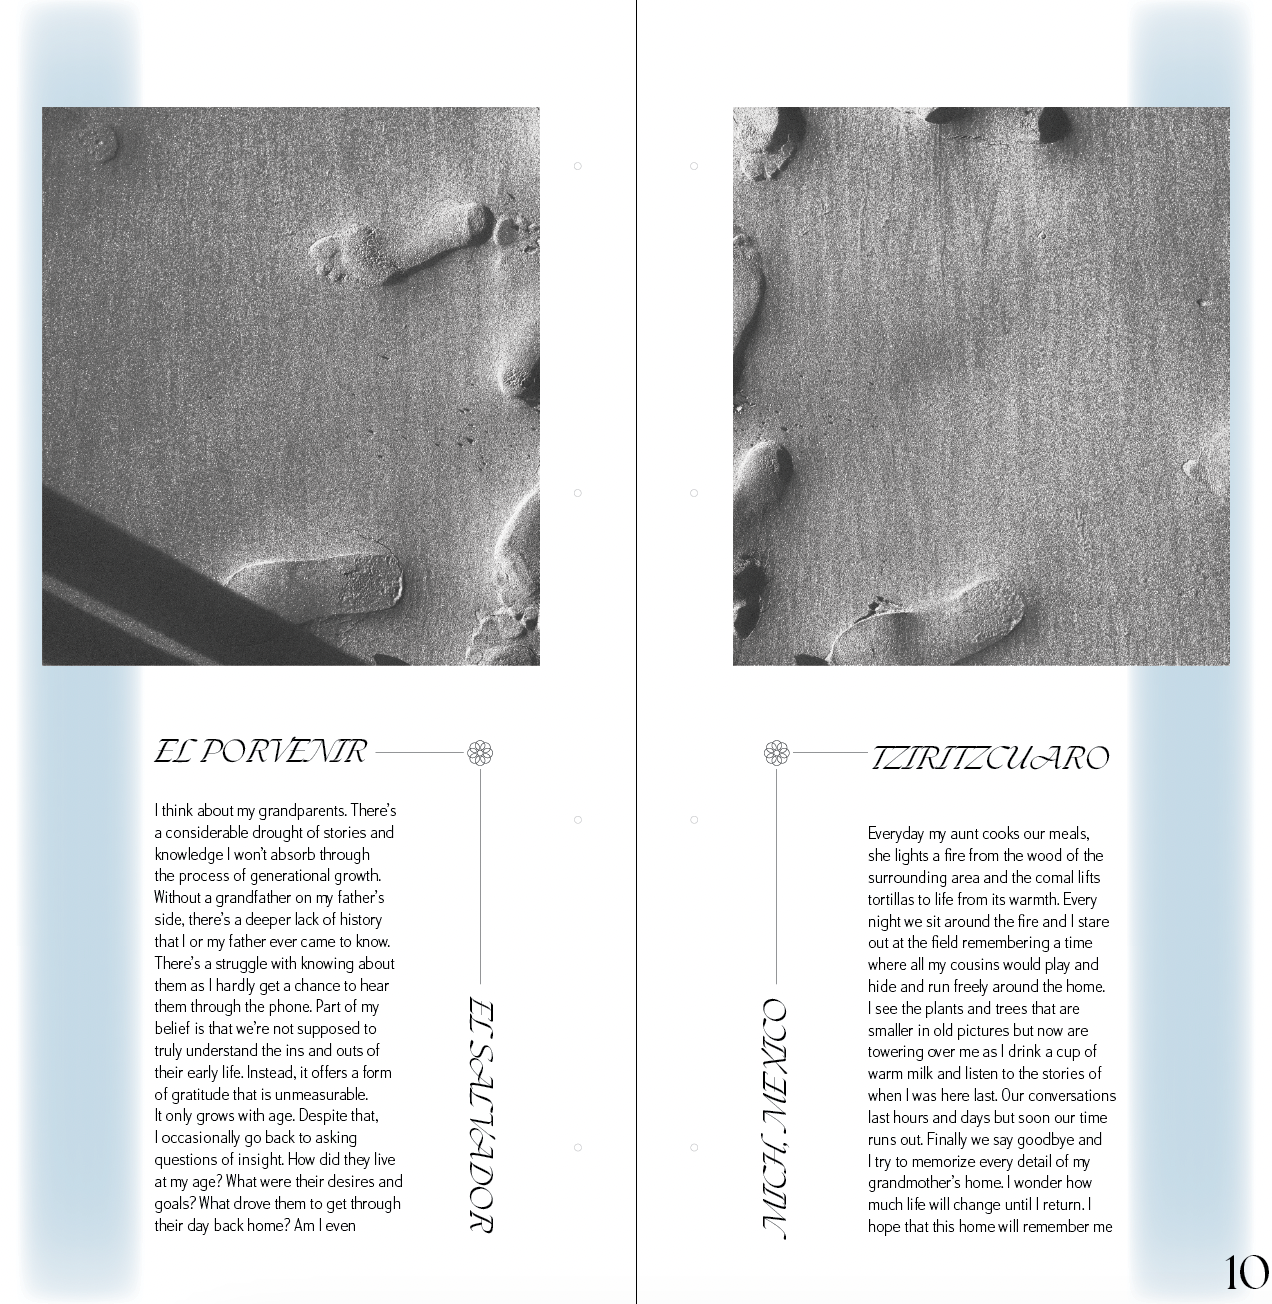 EL PORVENIR
I think about my grandparents. There's
a considerable drought of stories and
knowledge I won't absorb through
the process of generational growth.
Without a grandfather on my father's
side, there's a deeper lack of history
that I or my father ever came to know.
There's a struggle with knowing about
them as I hardly get a chance to hear
them through the phone. Part of my
belief is that we're not supposed to
truly understand the ins and outs of
their early life. Instead, it offers a form
of gratitude that is unmeasurable.
It only grows with age. Despite that,
I occasionally go back to asking
questions of insight. How did they live
at my age? What were their desires and
goals? What drove them to get through
their day back home? Am I even
EL SALVADOR
TZIRITZCUARO
Everyday my aunt cooks our meals,
she lights a fire from the wood of the
surrounding area and the comal lifts
tortillas to life from its warmth. Every
night we sit around the fire and I stare
out at the field remembering a time
where all my cousins would play and
hide and run freely around the home.
I see the plants and trees that are
smaller in old pictures but now are
towering over me as I drink a cup of
warm milk and listen to the stories of
when I was here last. Our conversations
last hours and days but soon our time
runs out. Finally we say goodbye and
I try to memorize every detail of my
grandmother's home. I wonder how
much life will change until I return. I
hope that this home will remember me
MICH, MEXICO
10